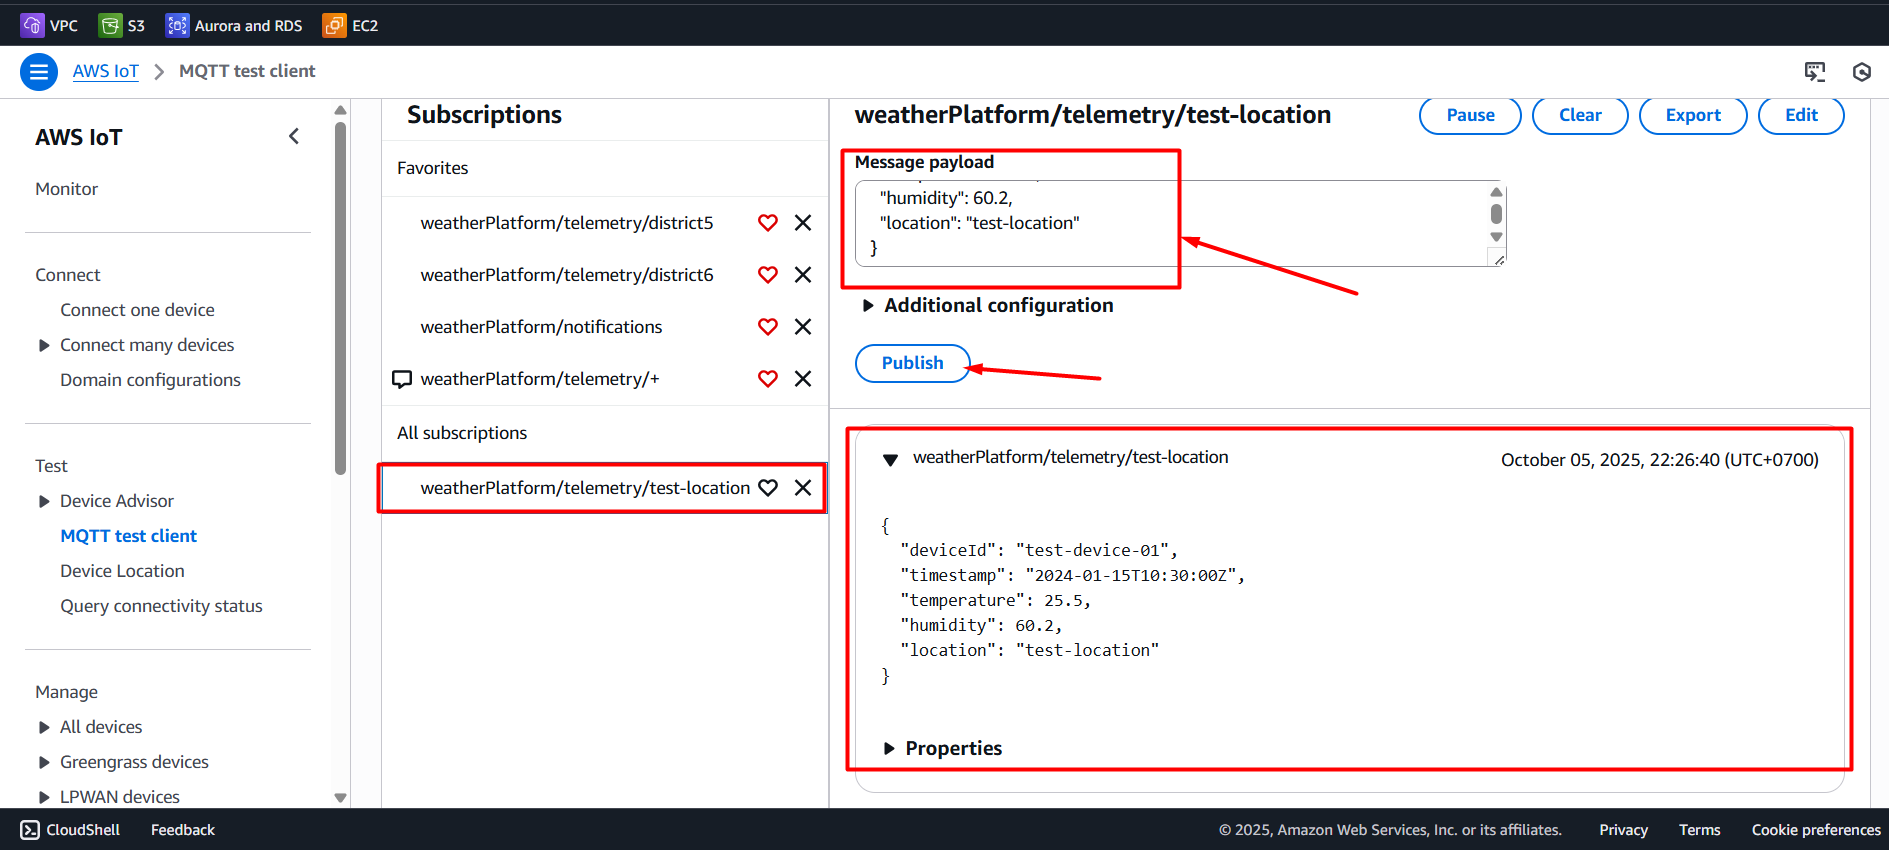 VPC S3 Aurora and RDS EC2
AWS IoT MQTT test client
AWS IoT
Monitor
Connect
Connect one device
Connect many devices
Domain configurations
Test
Device Advisor
MQTT test client
Device Location
Query connectivity status
Manage
All devices
Greengrass devices
LPWAN devices
Subscriptions
Favorites
weatherPlatform/telemetry/district5
weatherPlatform/telemetry/district6
weatherPlatform/notifications
weatherPlatform/telemetry/+
All subscriptions
weatherPlatform/telemetry/test-location
weatherPlatform/telemetry/test-location
Pause Clear Export Edit
Message payload
"humidity": 60.2,
"location": "test-location"
}
Additional configuration
Publish
weatherPlatform/telemetry/test-location October 05, 2025, 22:26:40 (UTC+0700)
{
"deviceId": "test-device-01",
"timestamp": "2024-01-15T10:30:00Z",
"temperature": 25.5,
"humidity": 60.2,
"location": "test-location"
}
Properties
CloudShell Feedback © 2025, Amazon Web Services, Inc. or its affiliates. Privacy Terms Cookie preferences